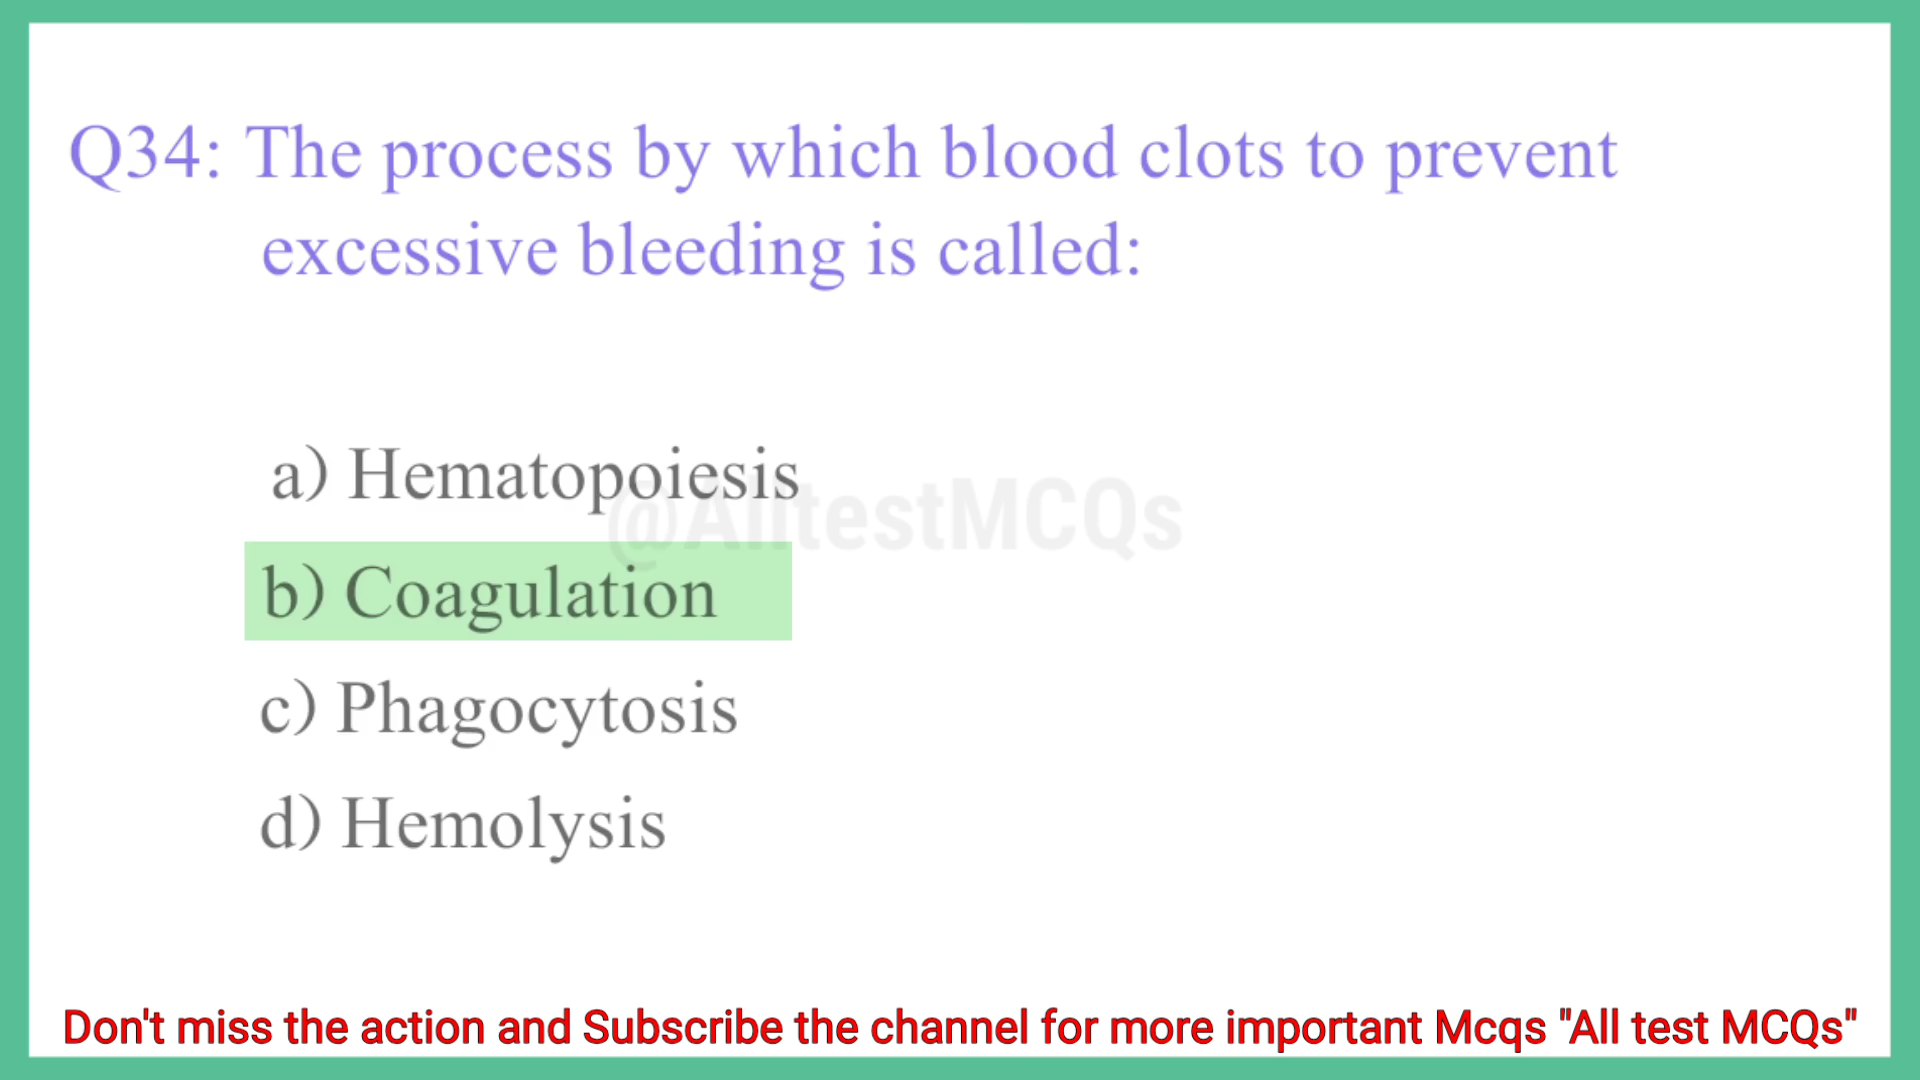 Q34: The process by which blood clots to prevent
excessive bleeding is called:
a) Hematopoiesis
@AlltestMCQs
b) Coagulation
c) Phagocytosis
d) Hemolysis
Don't miss the action and Subscribe the channel for more important Mcqs "All test MCQs"